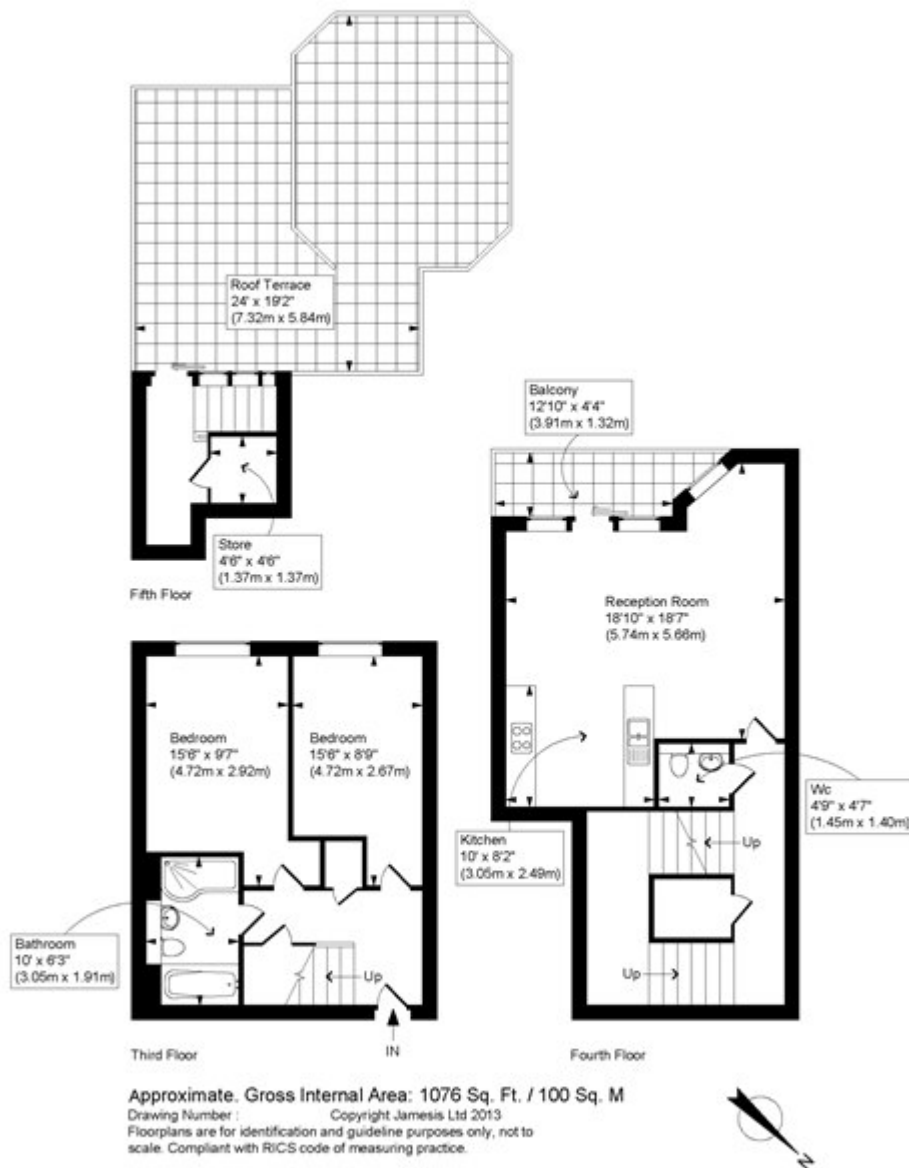 Roof Terrace
24' x 19'2"
(7.32m x 5.84m)
Balcony
12'10" x 4'4"
(3.91m x 1.32m)
Store
4'6" x 4'6"
(1.37m x 1.37m)
Fifth Floor
Reception Room
18'10" x 18'7"
(5.74m x 5.66m)
Bedroom
15'6" x 9'7"
(4.72m x 2.92m)
Bedroom
15'6" x 8'9"
(4.72m x 2.67m)
Wc
4'9" x 4'7"
(1.45m x 1.40m)
Kitchen
10' x 8'2"
(3.05m x 2.49m)
Up
Bathroom
10' x 6'3"
(3.05m x 1.91m)
Up
Up
IN
Third Floor
Fourth Floor
Approximate. Gross Internal Area: 1076 Sq. Ft. / 100 Sq. M
Drawing Number : Copyright Jamesis Ltd 2013
Floorplans are for identification and guideline purposes only, not to
scale. Compliant with RICS code of measuring practice.
N